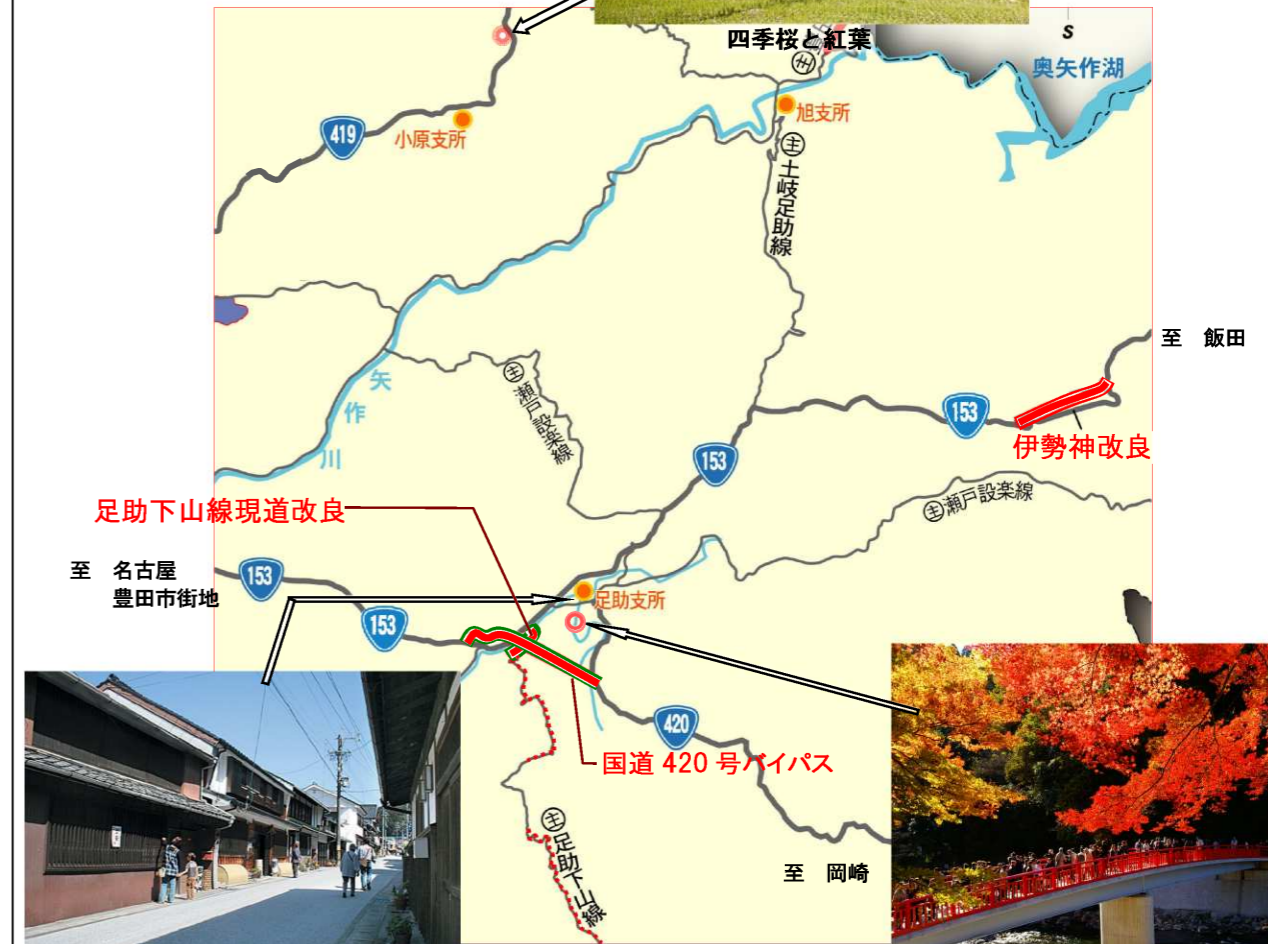 四季桜と紅葉
S
主
奥矢作湖
419
小原支所
旭支所
主 土岐足助線
至 飯田
矢作川
主 瀬戸設楽線
153
伊勢神改良
153
主 瀬戸設楽線
足助下山線現道改良
至 名古屋
豊田市街地
153
足助支所
153
420
国道 420 号バイパス
主 足助下山線
至 岡崎